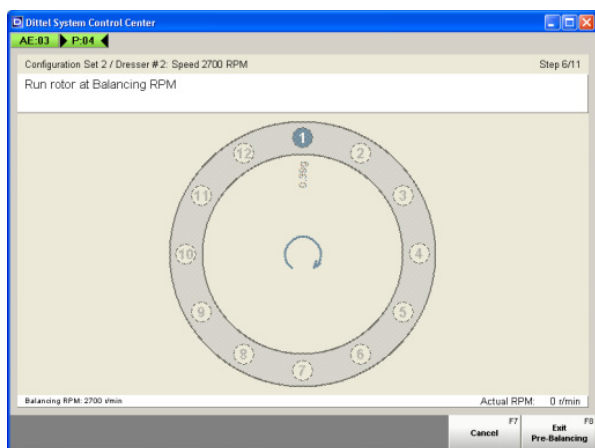 Dittel System Control Center
AE:03 P:04
Configuration Set 2 / Dresser #2: Speed 2700 RPM Step 6/11
Run rotor at Balancing RPM
1
12 2
0.39g
11 3
10 4
9 5
8 6
7
Balancing RPM: 2700 r/min Actual RPM: 0 r/min
F7 F8
Cancel Exit
Pre-Balancing